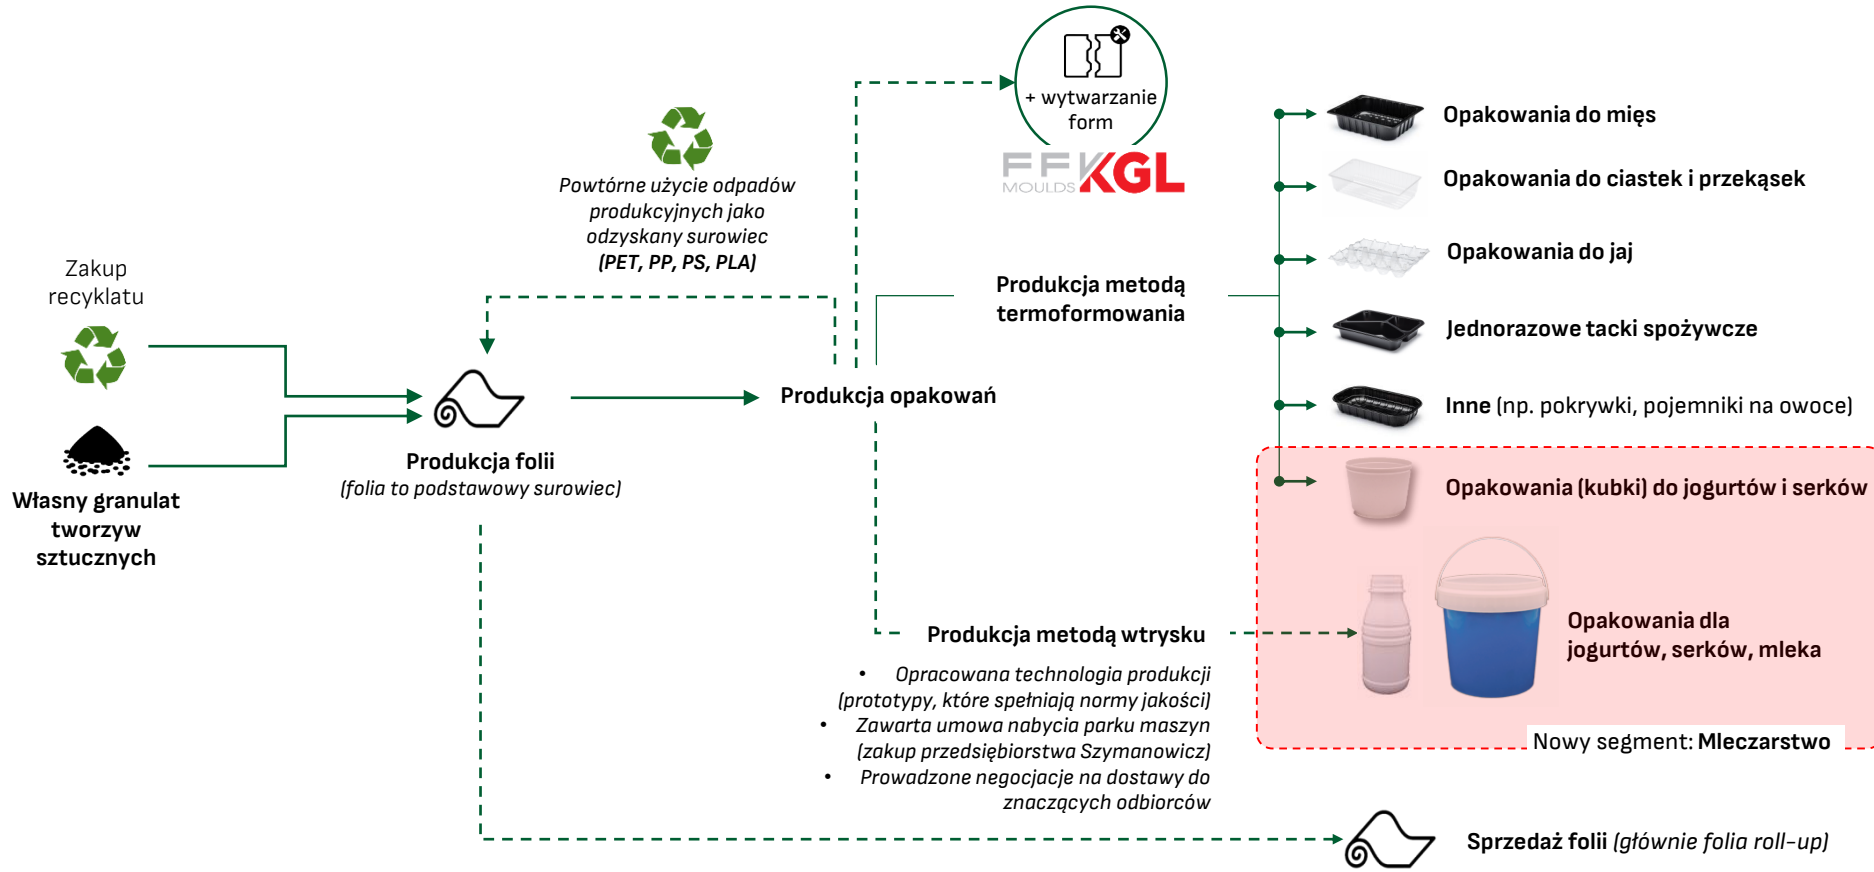 + wytwarzanie
form
FFKGL
MOULDS
Powtórne użycie odpadów
produkcyjnych jako
odzyskany surowiec
(PET, PP, PS, PLA)
Zakup
recyklatu
Własny granulat
tworzyw
sztucznych
Produkcja folii
(folia to podstawowy surowiec)
Produkcja opakowań
Produkcja metodą
termoformowania
Opakowania do mięs
Opakowania do ciastek i przekąsek
Opakowania do jaj
Jednorazowe tacki spożywcze
Inne (np. pokrywki, pojemniki na owoce)
Opakowania (kubki) do jogurtów i serków
Produkcja metodą wtrysku
• Opracowana technologia produkcji
(prototypy, które spełniają normy jakości)
• Zawarta umowa nabycia parku maszyn
(zakup przedsiębiorstwa Szymanowicz)
• Prowadzone negocjacje na dostawy do
znaczących odbiorców
Opakowania dla
jogurtów, serków, mleka
Nowy segment: Mleczarstwo
Sprzedaż folii (głównie folia roll-up)